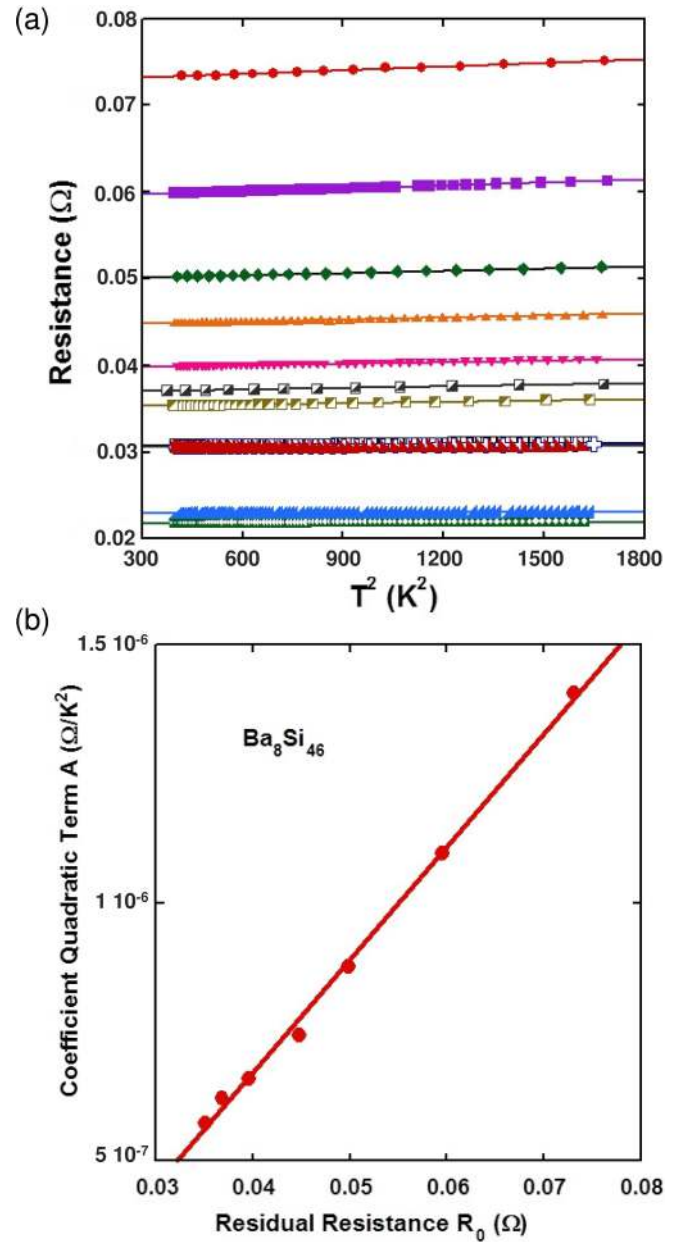 (a)
0.08
0.07
0.06
0.05
0.04
0.03
0.02
Resistance (Ω)
300 600 900 1200 1500 1800
T² (K²)
(b)
1.5 10⁻⁶
1 10⁻⁶
5 10⁻⁷
Coefficient Quadratic Term A (Ω/K²)
Ba₈Si₄₆
0.03 0.04 0.05 0.06 0.07 0.08
Residual Resistance R₀ (Ω)